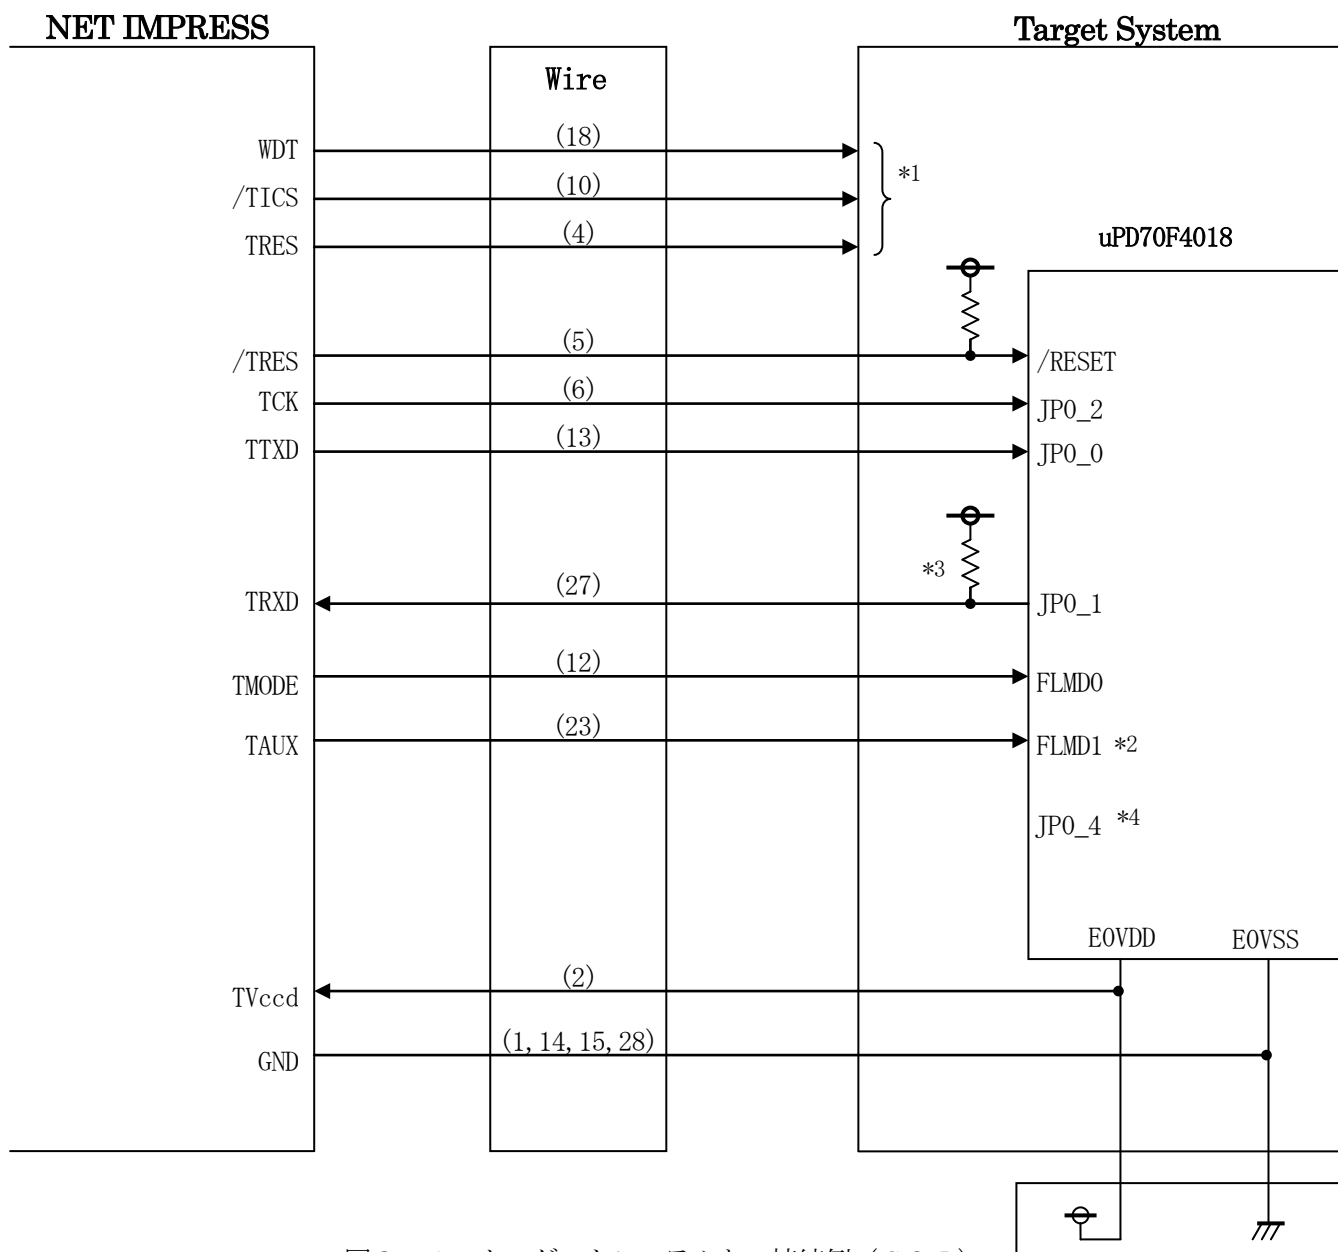 NET IMPRESS
Target System
Wire
WDT
(18)
*1
/TICS
(10)
TRES
(4)
uPD70F4018
/TRES
(5)
/RESET
TCK
(6)
JP0_2
TTXD
(13)
JP0_0
*3
TRXD
(27)
JP0_1
TMODE
(12)
FLMD0
TAUX
(23)
FLMD1 *2
JP0_4 *4
E0VDD
E0VSS
TVccd
(2)
GND
(1,14,15,28)